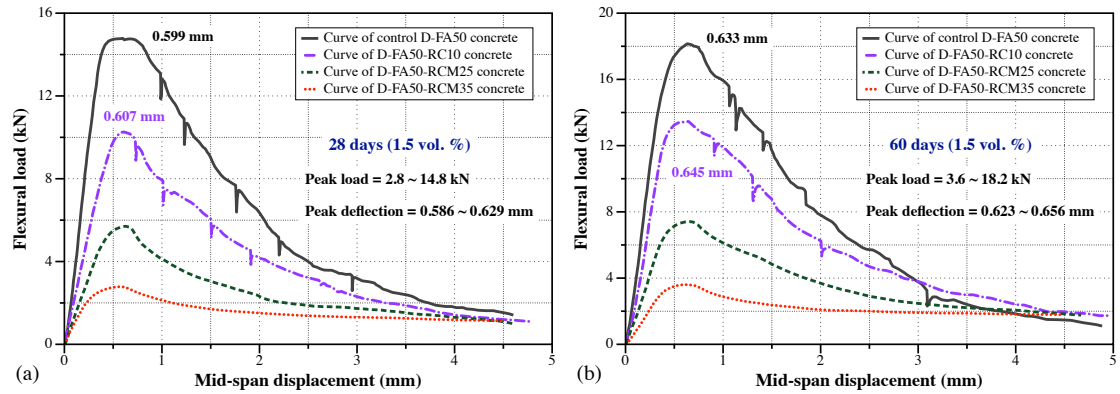 16
12
8
4
0
Flexural load (kN)
0.599 mm
Curve of control D-FA50 concrete
Curve of D-FA50-RC10 concrete
Curve of D-FA50-RCM25 concrete
Curve of D-FA50-RCM35 concrete
0.607 mm
28 days (1.5 vol. %)
Peak load = 2.8 ~ 14.8 kN
Peak deflection = 0.586 ~ 0.629 mm
0 1 2 3 4 5
(a) Mid-span displacement (mm)
20
16
12
8
4
0
Flexural load (kN)
0.633 mm
Curve of control D-FA50 concrete
Curve of D-FA50-RC10 concrete
Curve of D-FA50-RCM25 concrete
Curve of D-FA50-RCM35 concrete
0.645 mm
60 days (1.5 vol. %)
Peak load = 3.6 ~ 18.2 kN
Peak deflection = 0.623 ~ 0.656 mm
0 1 2 3 4 5
(b) Mid-span displacement (mm)